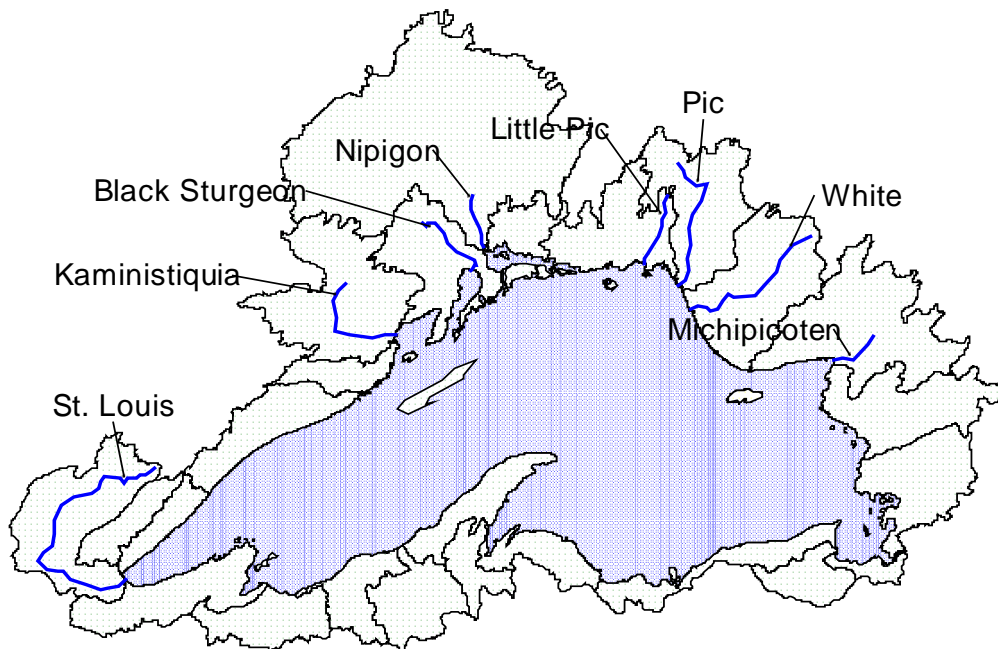 Pic
Little Pic
Nipigon
Black Sturgeon
White
Kaministiquia
Michipicoten
St. Louis